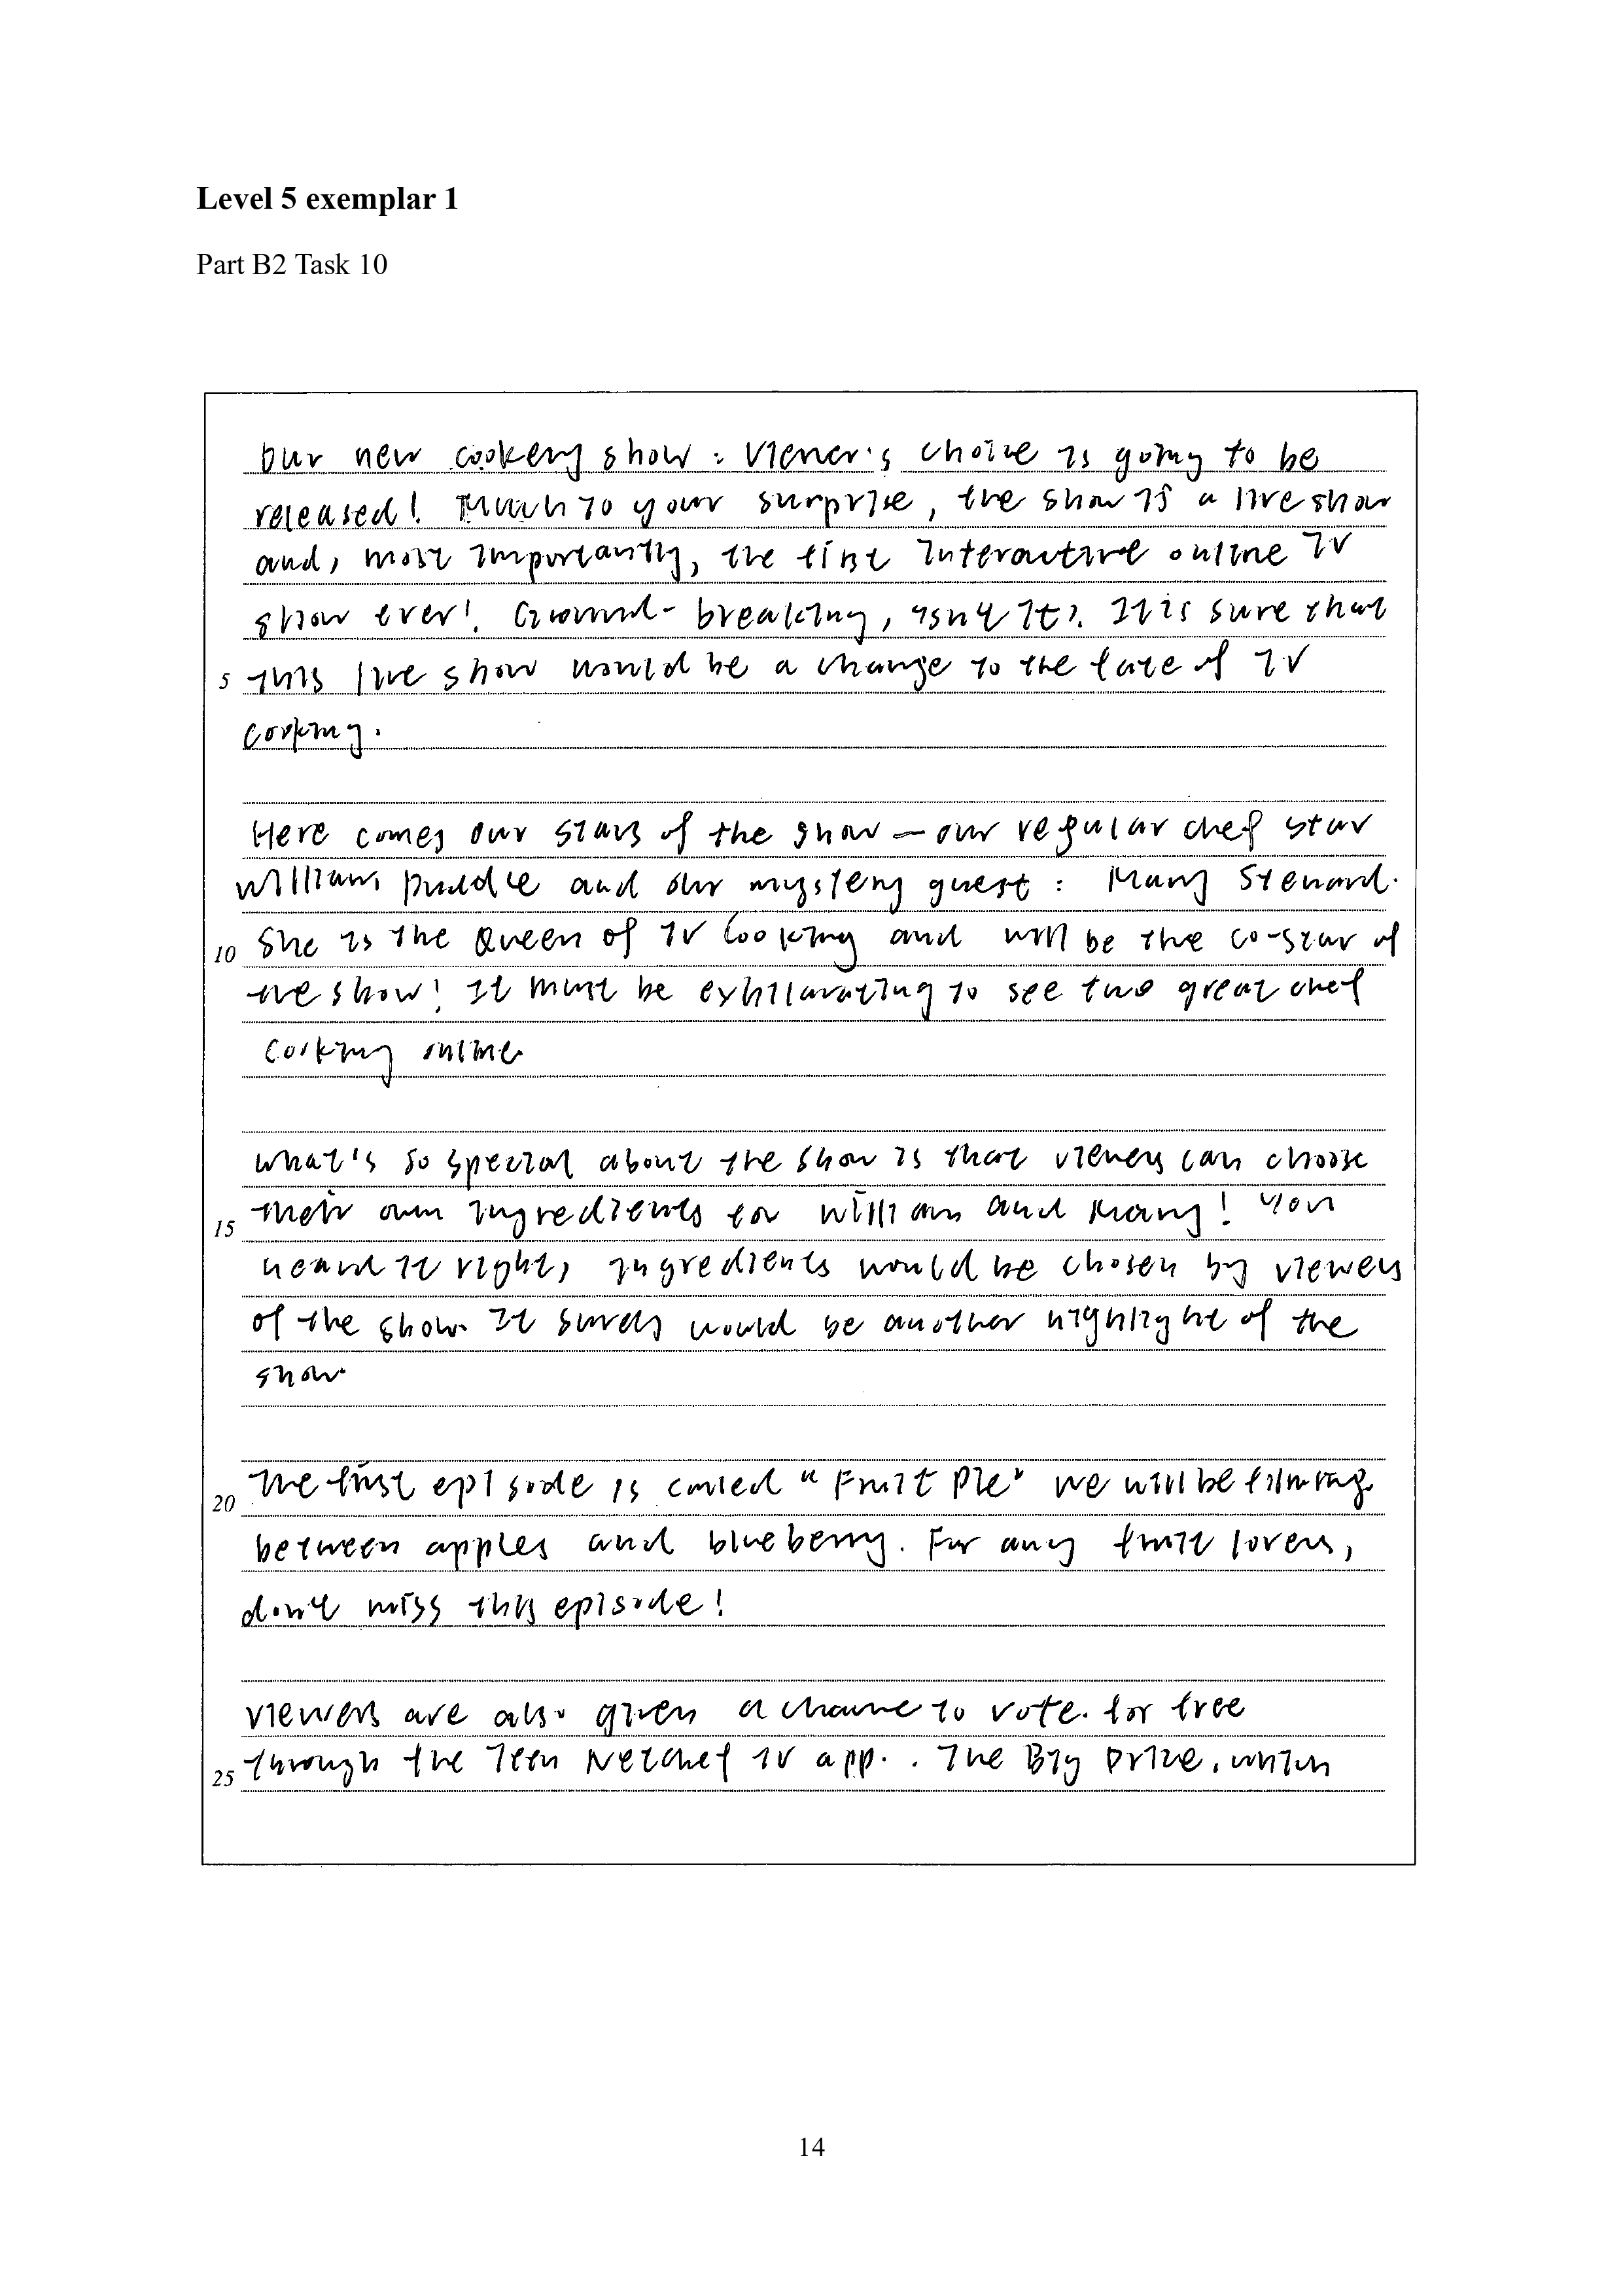 Level 5 exemplar 1
Part B2 Task 10
Our new cookery show: Viewer's choice is going to be
released! Much to your surprise, the show is a live show
and, most importantly, the first interactive online TV
show ever! Ground-breaking, isn't it?. It is sure that
5 this live show would be a change to the face of TV
cooking.
Here comes our stars of the show – our regular chef star
William Puddle and our mystery guest: Mary Steward.
10 She is the Queen of TV Cooking and will be the co-star of
the show! It must be exhilarating to see two great chef
cooking online.
What's so special about the show is that viewers can choose
15 their own ingredients for William and Mary! You
heard it right, ingredients would be chosen by viewers
of the show. It surely would be another highlight of the
show.
20 The first episode is called "Fruit Pie" We will be filming
between apples and blueberry. For any fruit lovers,
don't miss this episode!
Viewers are also given a chance to vote. for free
25 through the Teen Netchef TV app.. The Big Prize, which
14